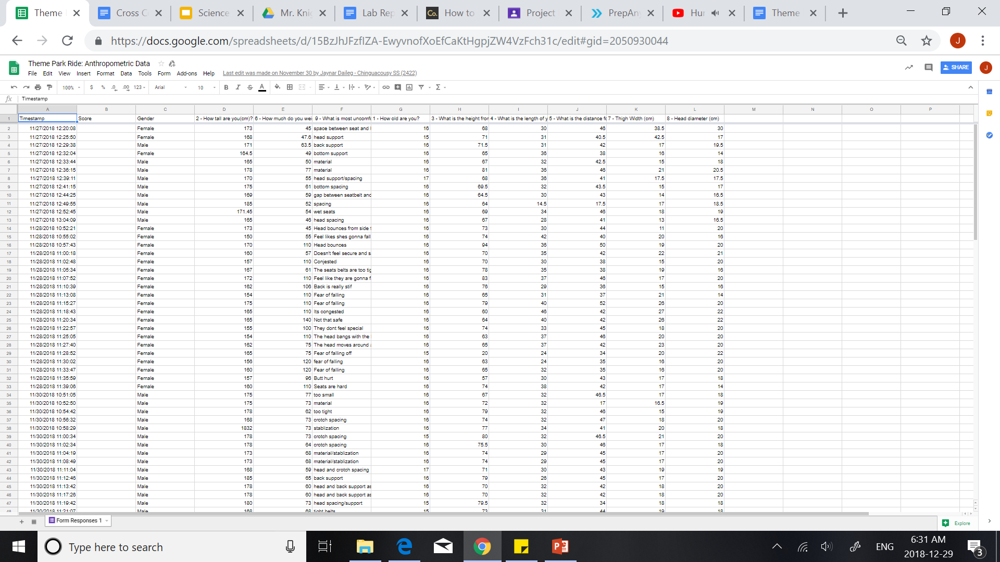 Theme
Cross C
Science
Mr. Knig
Lab Rep
Co. How to
Project
PrepAny
Hur
Theme
https://docs.google.com/spreadsheets/d/15BzJhJFzfIZA-EwyvnofXoEfCaKtHgpjZW4VzFch31c/edit#gid=2050930044
J
Theme Park Ride: Anthropometric Data
File Edit View Insert Format Data Tools Form Add-ons Help Last edit was made on November 30 by Jaynar Daileg - Chinguacousy SS (2422)
SHARE
J
100% $ % .0 .00 123 Arial 10 B I S A
fx Timestamp
A B C D E F G H I J K L M N O P
1 Timestamp Score Gender 2 - How tall are you(cm)? 6 - How much do you wei 9 - What is most uncomfo 1 - How old are you? 3 - What is the height fron 4 - What is the length of y 5 - What is the distance fo 7 - Thigh Width (cm) 8 - Head diameter (cm)
2 11/27/2018 12:20:08 Female 173 45 space between seat and 16 68 30 46 38.5 30
3 11/27/2018 12:25:50 Female 168 47.6 head support 15 71 31 40.5 42.5 17
4 11/27/2018 12:29:38 Male 171 63.5 back support 16 71.5 31 42 17 19.5
5 11/27/2018 12:32:04 Female 164.5 49 bottom support 16 65 36 38 16 14
6 11/27/2018 12:33:44 Male 165 50 material 16 67 32 42.5 15 18
7 11/27/2018 12:36:15 Male 178 77 material 16 81 36 46 21 20.5
8 11/27/2018 12:39:11 Male 170 55 head support/spacing 17 68 36 41 17.5 17.5
9 11/27/2018 12:41:15 Male 175 61 bottom spacing 16 69.5 32 43.5 15 17
10 11/27/2018 12:44:25 Male 169 59 gap between seatbelt and 16 64.5 30 43 14 16.5
11 11/27/2018 12:49:55 Male 185 52 spacing 16 64 14.5 17.5 17 18.5
12 11/27/2018 12:52:45 Male 171.45 54 wet seats 16 69 34 46 18 19
13 11/27/2018 13:04:09 Male 165 46 head spacing 16 67 28 41 13 16.5
14 11/28/2018 10:52:21 Female 173 45 Head bounces from side t 16 73 30 44 11 20
15 11/28/2018 10:55:02 Female 150 55 Feel likes shes gonna fall 16 74 42 40 20 16
16 11/28/2018 10:57:43 Female 170 110 Head bounces 16 94 36 50 19 20
17 11/28/2018 11:00:18 Female 160 57 Doesn't feel secure and s 16 70 35 42 22 21
18 11/28/2018 11:02:48 Female 157 110 Conjested 16 70 30 38 15 20
19 11/28/2018 11:05:34 Female 167 61 The seats belts are too tig 16 78 35 38 19 16
20 11/28/2018 11:07:52 Female 172 110 Feel like they are gonna f 16 83 37 46 17 20
21 11/28/2018 11:10:39 Female 162 106 Back is really stif 16 76 29 36 15 16
22 11/28/2018 11:13:08 Female 154 110 Fear of falling 16 65 31 37 21 14
23 11/28/2018 11:15:27 Female 175 110 Fear of falling 16 79 40 52 26 20
24 11/28/2018 11:18:43 Female 165 110 Its congested 16 60 46 42 27 22
25 11/28/2018 11:20:34 Female 165 140 Not that safe 16 64 40 42 26 22
26 11/28/2018 11:22:57 Female 155 100 They dont feel special 16 74 33 45 18 20
27 11/28/2018 11:25:05 Female 154 110 The head bangs with the 16 63 37 46 20 20
28 11/28/2018 11:27:40 Female 162 75 The head moves around a 16 65 37 42 23 20
29 11/28/2018 11:28:52 Female 165 75 Fear of falling off 15 20 24 34 20 22
30 11/28/2018 11:30:02 Female 156 120 fear of falling 16 63 24 35 16 20
31 11/28/2018 11:33:47 Female 160 120 Fear of falling 16 65 32 35 16 20
32 11/28/2018 11:35:59 Female 157 96 Butt hurt 16 57 30 43 17 18
33 11/28/2018 11:39:06 Female 160 110 Seats are hard 16 74 38 42 17 14
34 11/30/2018 10:51:05 Male 175 77 too small 16 67 32 46.5 17 18
35 11/30/2018 10:52:50 Male 175 73 material 16 72 32 17 16.5 19
36 11/30/2018 10:54:42 Male 178 62 too tight 16 79 32 46 15 19
37 11/30/2018 10:56:32 Male 168 73 crotch spacing 16 74 32 47 18 20
38 11/30/2018 10:58:29 Male 1832 73 stablization 16 77 34 41 20 18
39 11/30/2018 11:00:34 Male 178 73 crotch spacing 15 80 32 46.5 21 20
40 11/30/2018 11:02:34 Male 178 64 crotch spacing 16 75.5 30 46 17 18
41 11/30/2018 11:04:19 Male 173 68 material/stablization 16 74 29 45 17 20
42 11/30/2018 11:08:49 Male 173 68 material/stablization 16 74 29 45 17 20
43 11/30/2018 11:11:04 Male 168 59 head and crotch spacing 17 71 30 43 19 19
44 11/30/2018 11:12:46 Male 185 65 back support 16 79 26 45 17 20
45 11/30/2018 11:13:42 Male 178 60 head and back support as 16 70 32 42 18 20
46 11/30/2018 11:17:26 Male 178 60 head and back support as 16 70 32 42 18 20
47 11/30/2018 11:19:42 Male 180 73 head spacing/support 15 79.5 32 34 18 18
48 11/30/2018 11:21:07 Male 168 68 tight belts 15 73 31 44 19 18
Form Responses 1
Explore
Type here to search
ENG
6:31 AM
2018-12-29
3